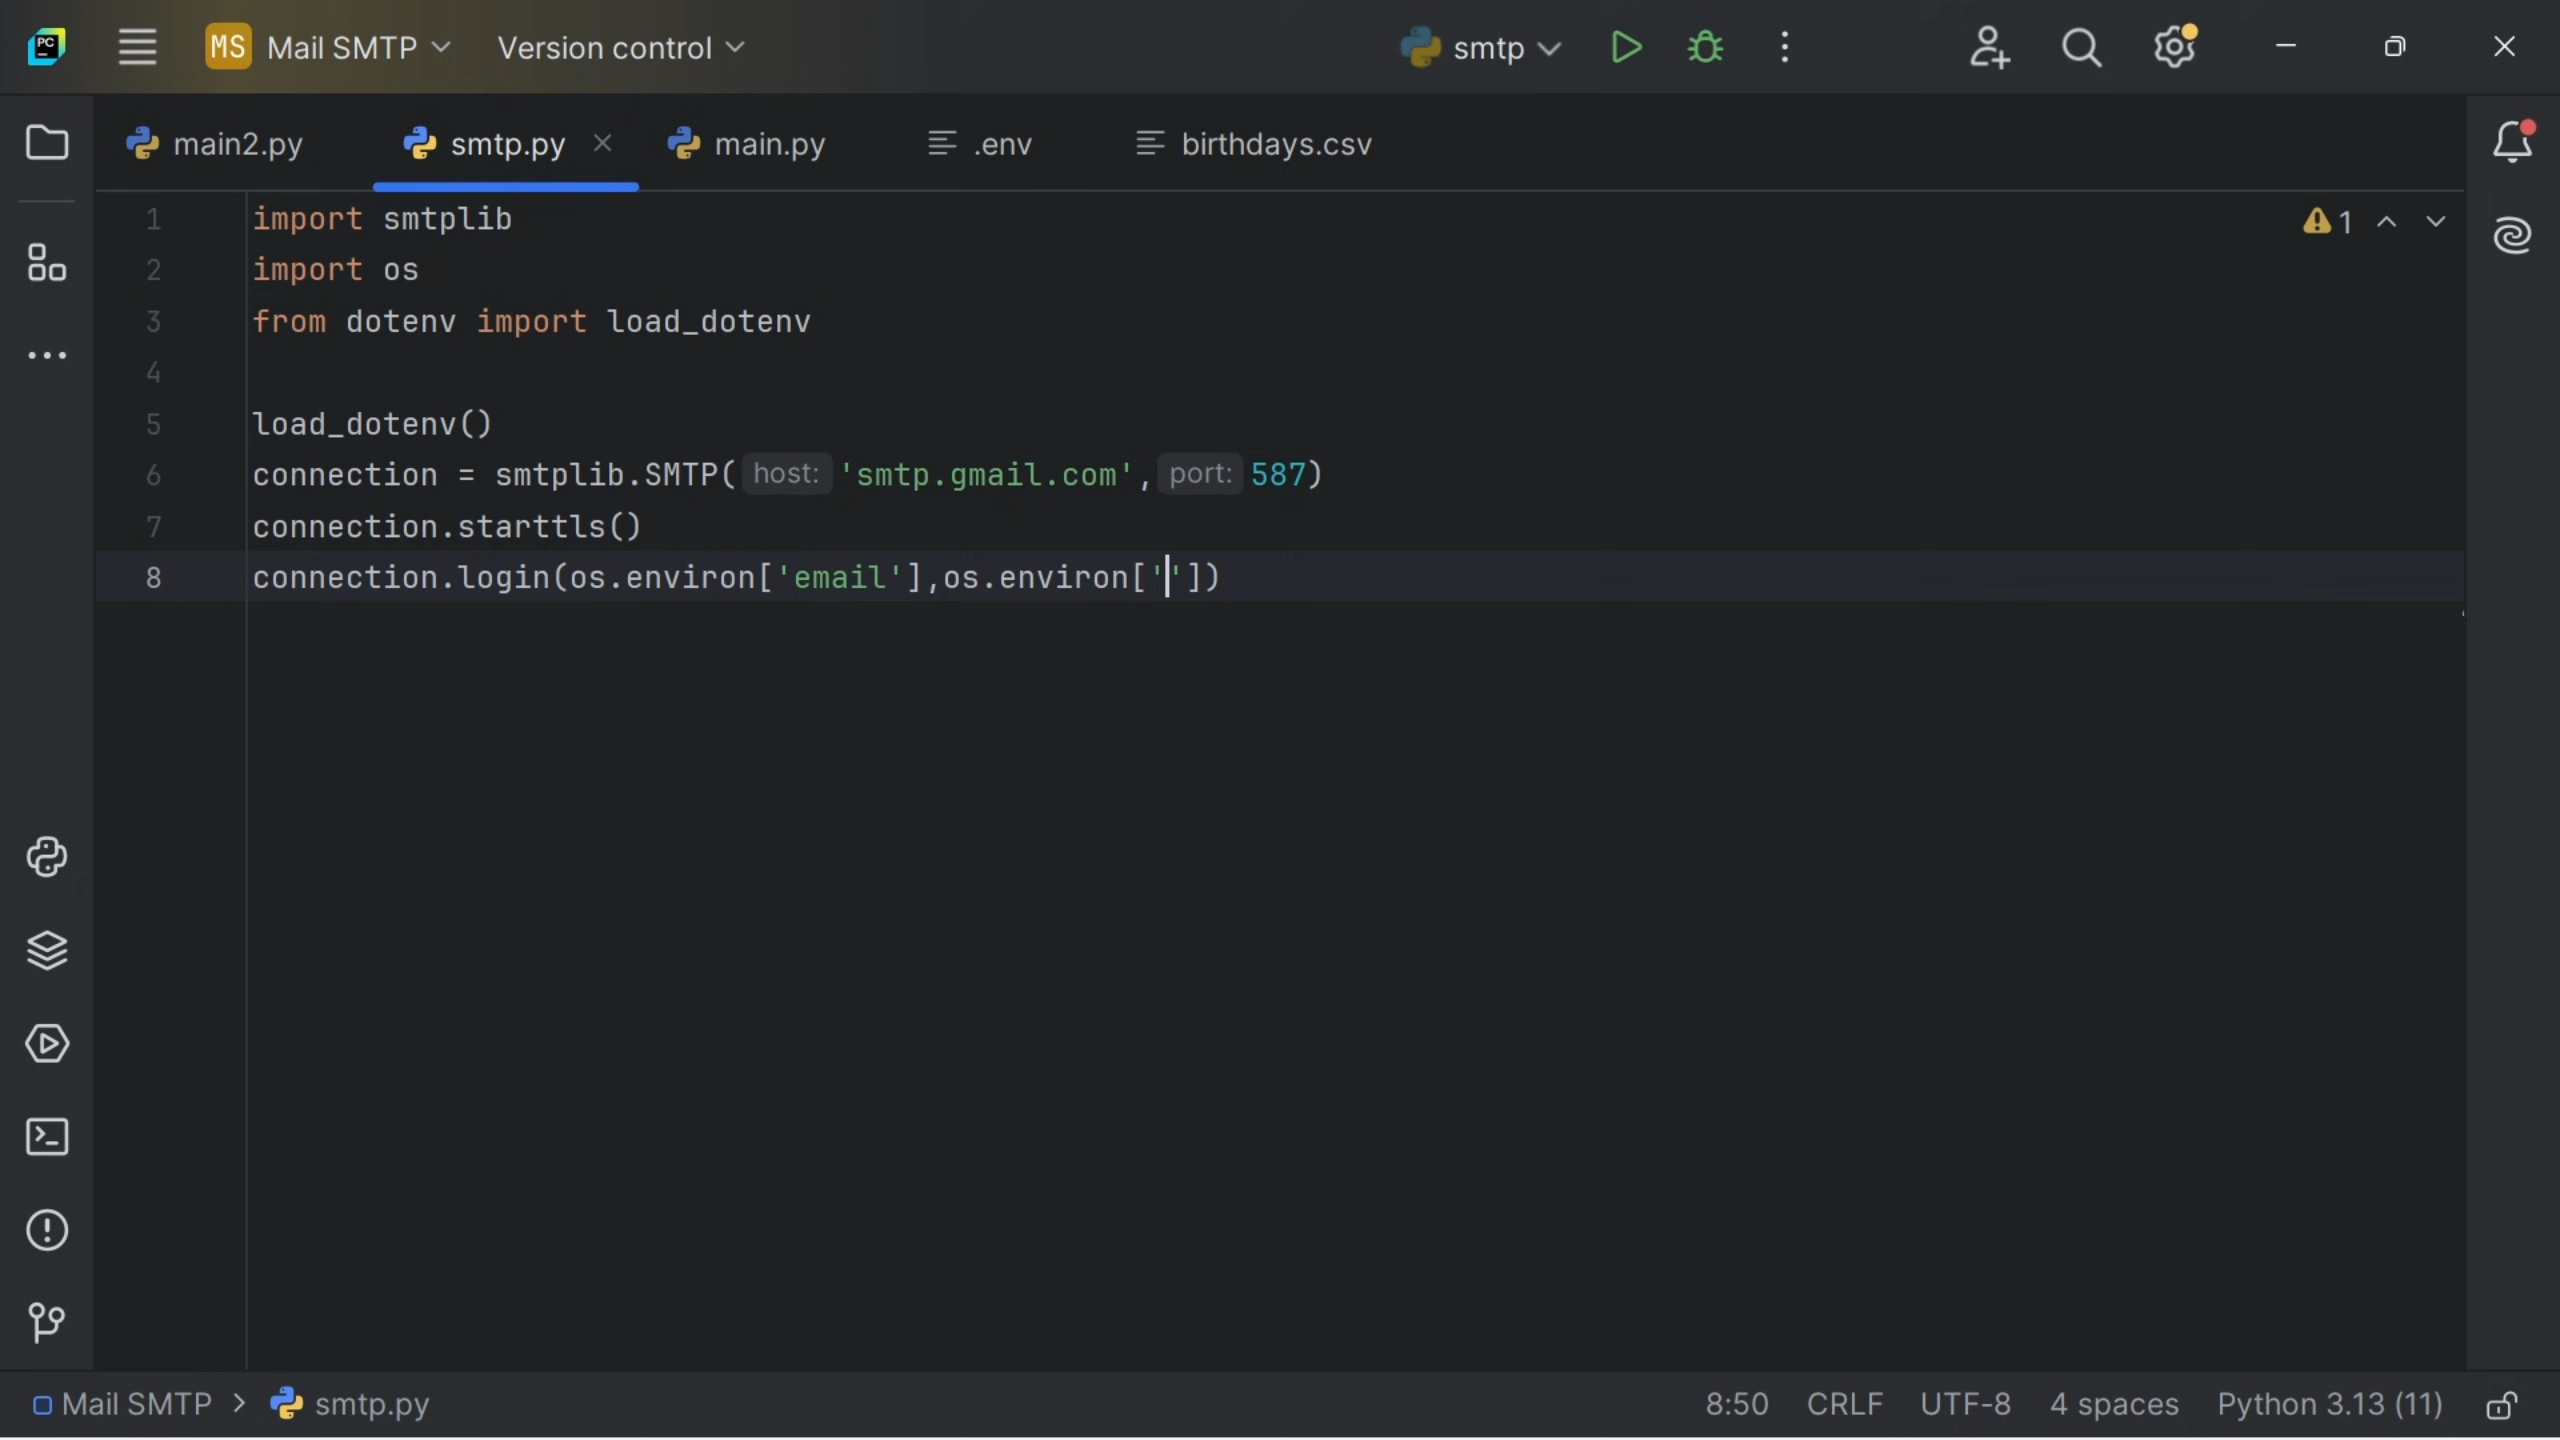 PC MS Mail SMTP Version control smtp
main2.py smtp.py main.py .env birthdays.csv
1 import smtplib
2 import os
3 from dotenv import load_dotenv
4
5 load_dotenv()
6 connection = smtplib.SMTP( host: 'smtp.gmail.com', port: 587)
7 connection.starttls()
8 connection.login(os.environ['email'],os.environ[''])
1
Mail SMTP > smtp.py 8:50 CRLF UTF-8 4 spaces Python 3.13 (11)